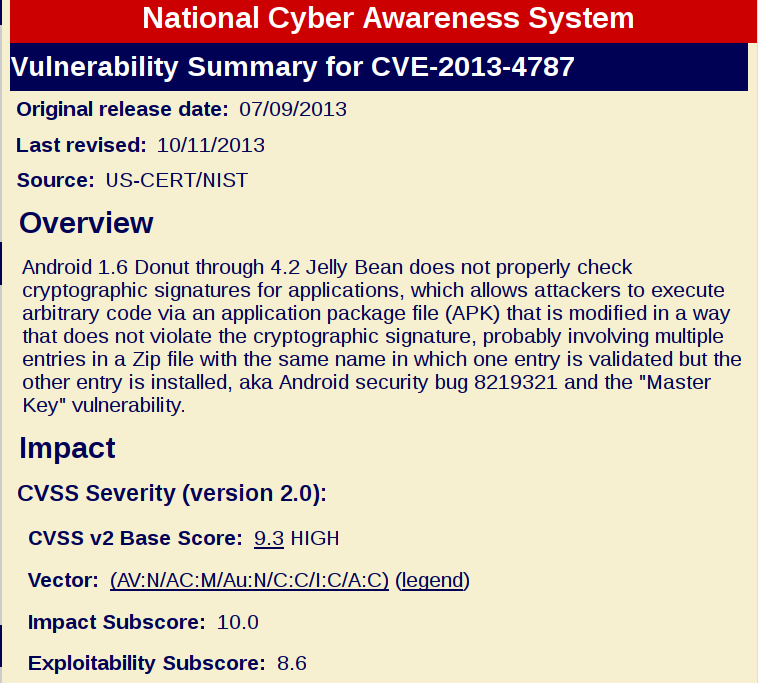 National Cyber Awareness System
Vulnerability Summary for CVE-2013-4787
Original release date: 07/09/2013
Last revised: 10/11/2013
Source: US-CERT/NIST
Overview
Android 1.6 Donut through 4.2 Jelly Bean does not properly check
cryptographic signatures for applications, which allows attackers to execute
arbitrary code via an application package file (APK) that is modified in a way
that does not violate the cryptographic signature, probably involving multiple
entries in a Zip file with the same name in which one entry is validated but the
other entry is installed, aka Android security bug 8219321 and the "Master
Key" vulnerability.
Impact
CVSS Severity (version 2.0):
CVSS v2 Base Score: 9.3 HIGH
Vector: (AV:N/AC:M/Au:N/C:C/I:C/A:C) (legend)
Impact Subscore: 10.0
Exploitability Subscore: 8.6